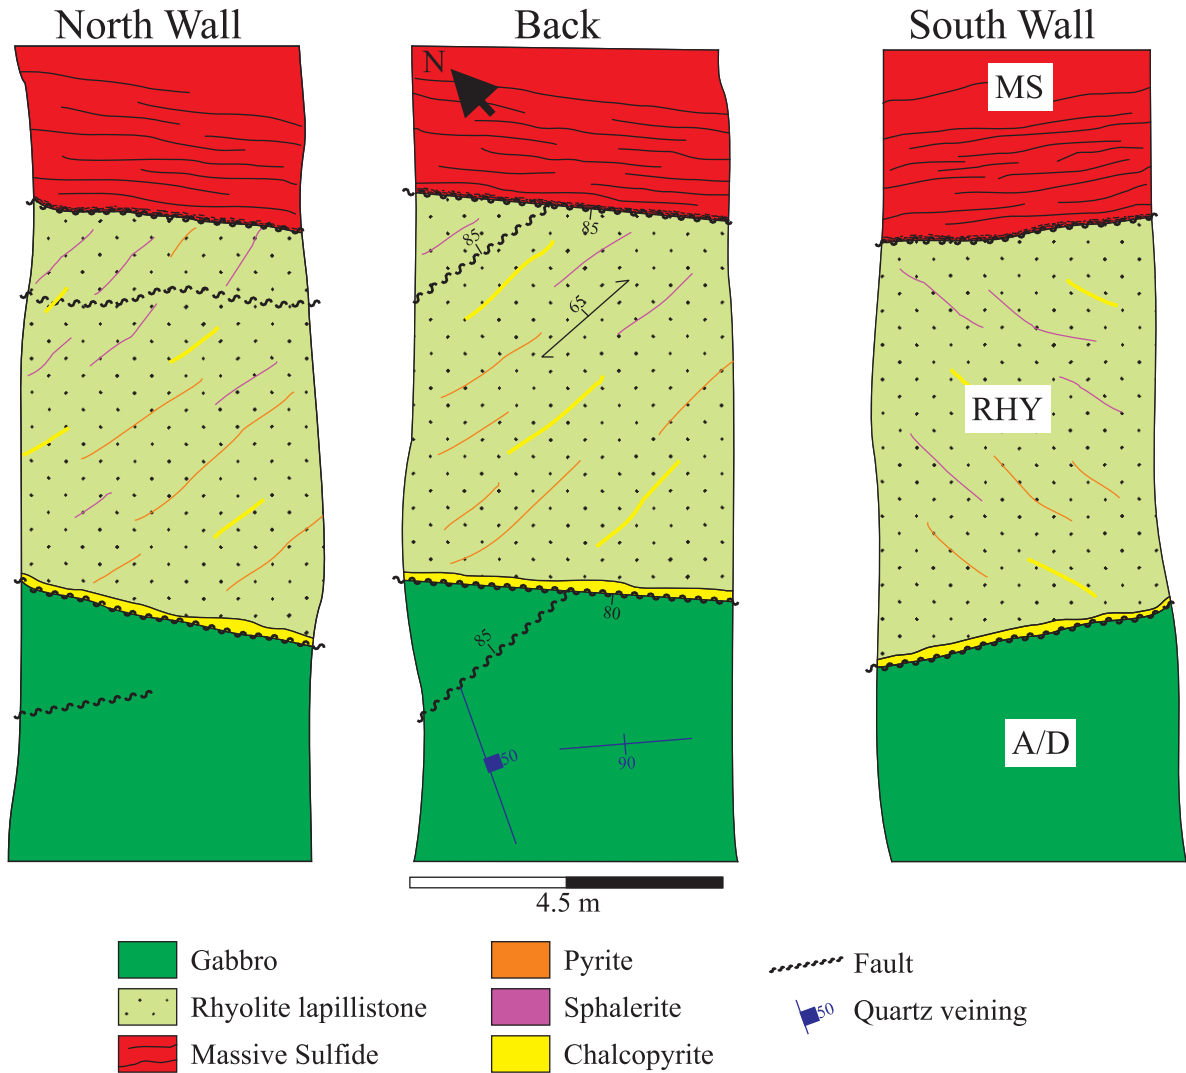 North Wall
Back
South Wall
N
MS
85
85
65
RHY
80
85
50
90
A/D
4.5 m
Gabbro
Rhyolite lapillistone
Massive Sulfide
Pyrite
Sphalerite
Chalcopyrite
Fault
50
Quartz veining